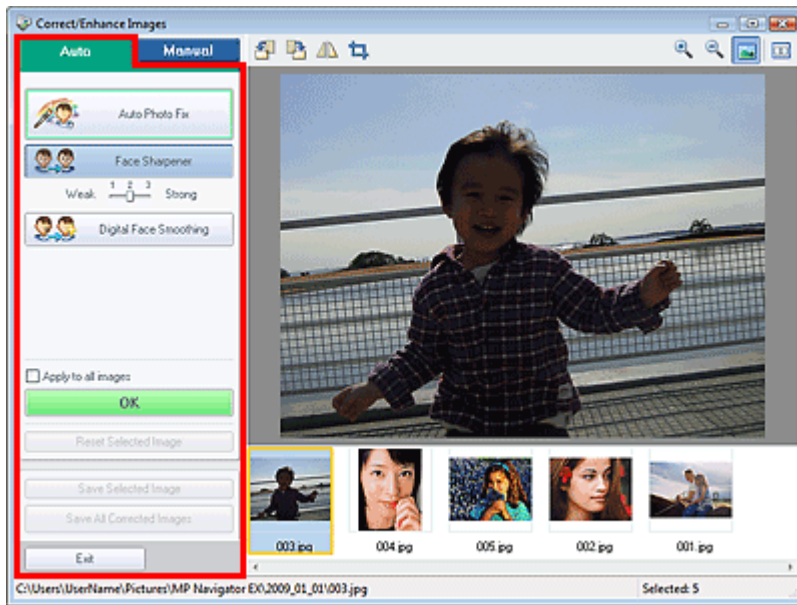 Correct/Enhance Images
Auto Manual
Auto Photo Fix
Face Sharpener
1 2 3
Weak Strong
Digital Face Smoothing
Apply to all images
OK
Reset Selected Image
Save Selected Image
Save All Corrected Images
Exit
003.jpg 004.jpg 005.jpg 002.jpg 001.jpg
C:\Users\UserName\Pictures\MP Navigator EX\2009_01_01\003.jpg Selected: 5